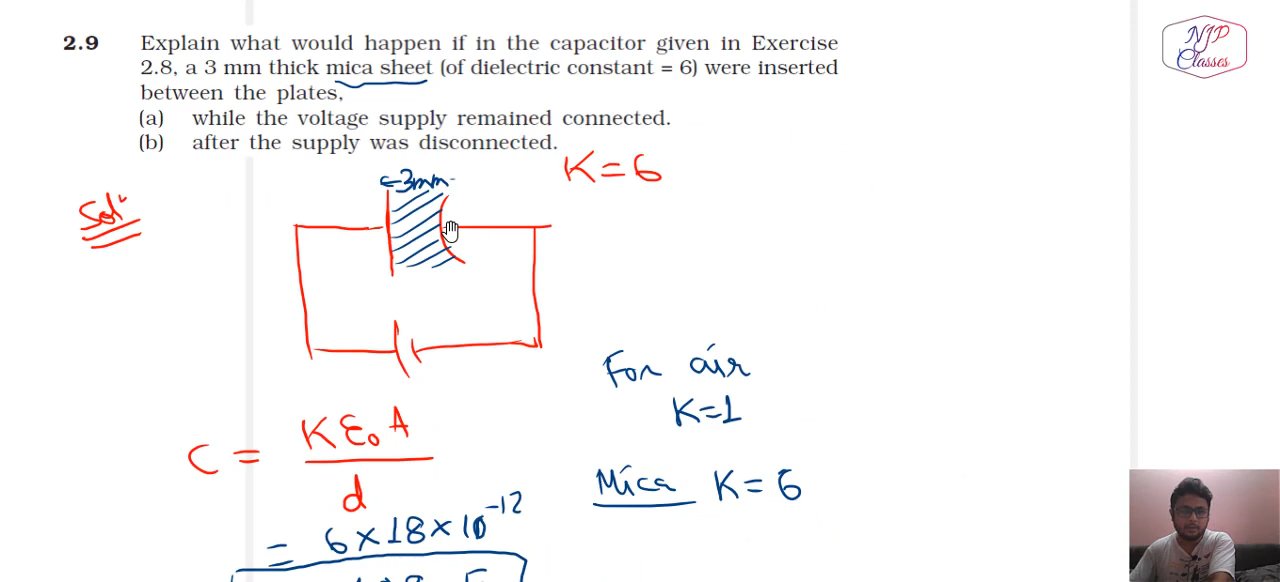 NJP
Classes
2.9 Explain what would happen if in the capacitor given in Exercise
2.8, a 3 mm thick mica sheet (of dielectric constant = 6) were inserted
between the plates,
(a) while the voltage supply remained connected.
(b) after the supply was disconnected.
K=6
3mm
Sol.
For air
K=1
C = Kε₀A/d
Mica K=6
= 6×18×10⁻¹²